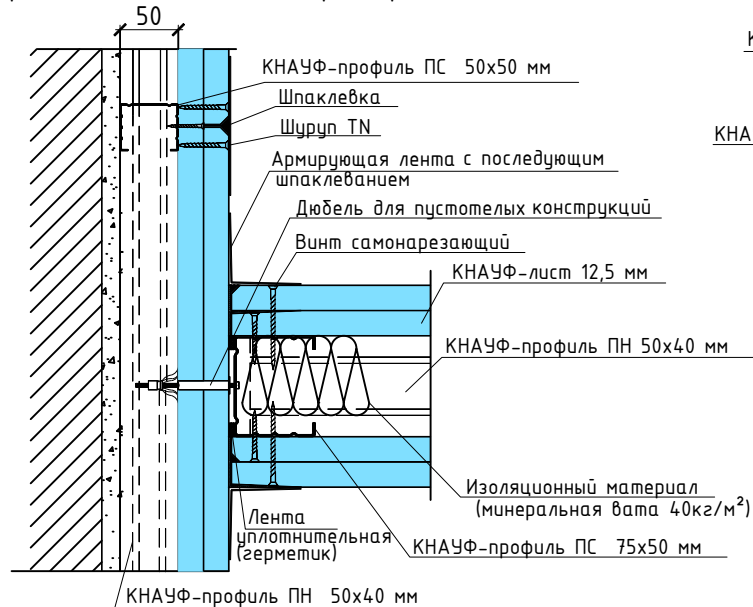 50
К
КНАУФ-профиль ПС 50х50 мм
Шпаклевка
Шуруп TN
КНА
Армирующая лента с последующим
шпаклеванием
Дюбель для пустотелых конструкций
Винт самонарезающий
КНАУФ-лист 12,5 мм
КНАУФ-профиль ПН 50х40 мм
Изоляционный материал
(минеральная вата 40кг/м²)
Лента
уплотнительная
(герметик)
КНАУФ-профиль ПС 75х50 мм
КНАУФ-профиль ПН 50х40 мм